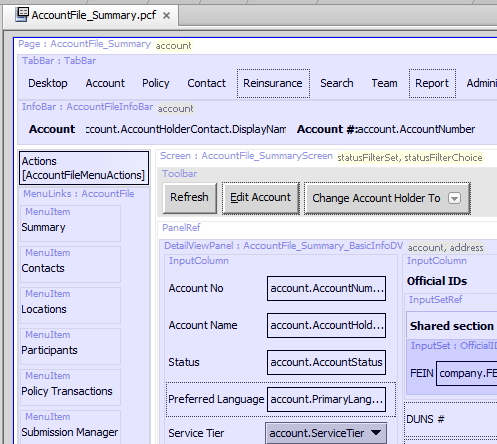 AccountFile_Summary.pcf
Page : AccountFile_Summary account
TabBar : TabBar
Desktop Account Policy Contact Reinsurance Search Team Report Admini
InfoBar : AccountFileInfoBar account
Account ccount.AccountHolderContact.DisplayNam Account #: account.AccountNumber
Actions
[AccountFileMenuActions]
MenuLinks : AccountFile
MenuItem
Summary
MenuItem
Contacts
MenuItem
Locations
MenuItem
Participants
MenuItem
Policy Transactions
MenuItem
Submission Manager
Screen : AccountFile_SummaryScreen statusFilterSet, statusFilterChoice
Toolbar
Refresh Edit Account Change Account Holder To
PanelRef
DetailViewPanel : AccountFile_Summary_BasicInfoDV account, address
InputColumn
Account No account.AccountNum...
Account Name account.AccountHold...
Status account.AccountStatus
Preferred Language account.PrimaryLang...
Service Tier account.ServiceTier
InputColumn
Official IDs
InputSetRef
Shared section
InputSet : OfficialID
FEIN company.FE
DUNS #